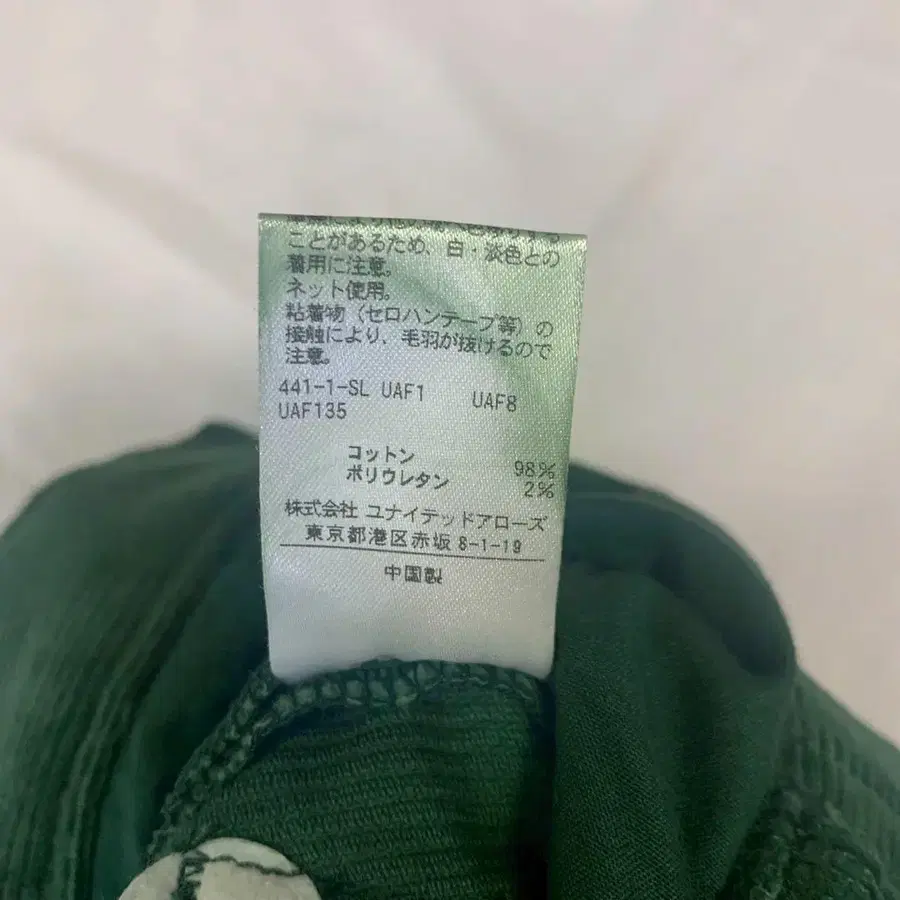 ことがあるため、白・淡色との
着用に注意。
ネット使用。
粘着物（セロハンテープ等）の
接触により、毛羽が抜けるので
注意。
441-1-SL UAF1 UAF8
UAF135
コットン 98%
ポリウレタン 2%
株式会社 ユナイテッドアローズ
東京都港区赤坂 8-1-19
中国製